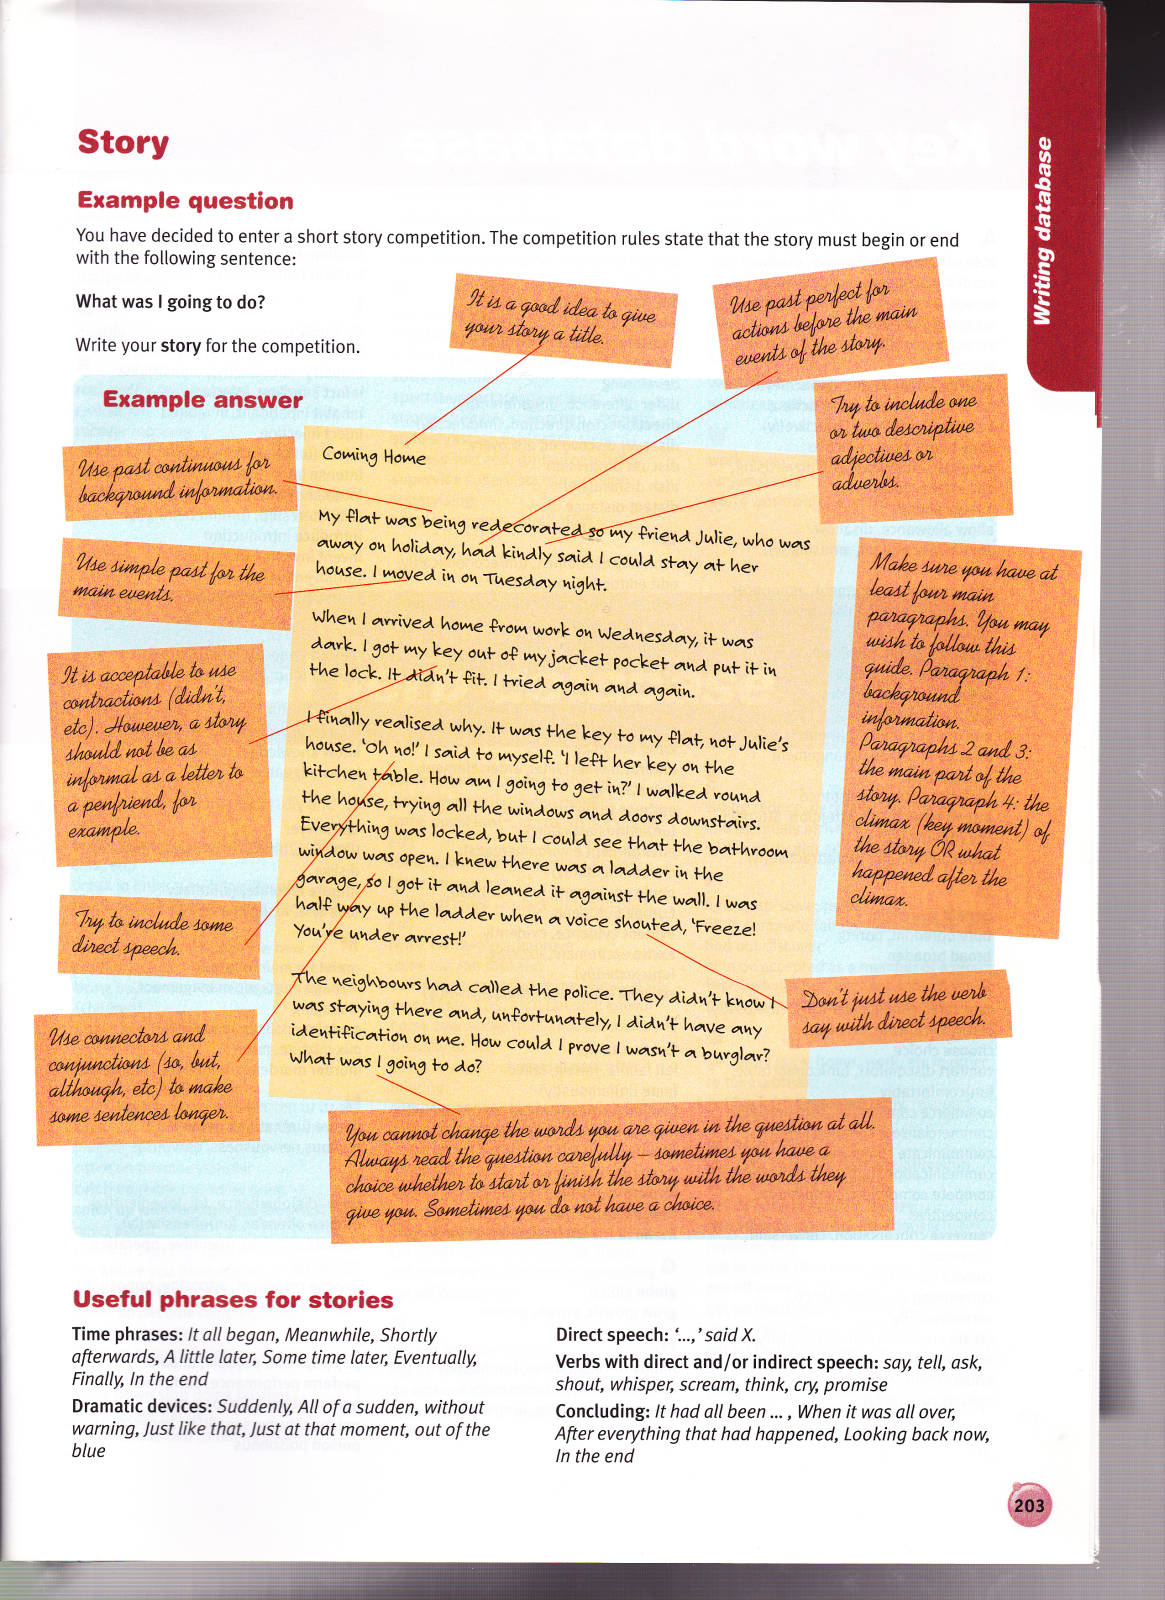 Writing database
Story
Example question
You have decided to enter a short story competition. The competition rules state that the story must begin or end
with the following sentence:
What was I going to do?
Write your story for the competition.
It is a good idea to give
your story a title.
Use past perfect for
actions before the main
events of the story.
Example answer
Try to include one
or two descriptive
adjectives or
adverbs.
Use past continuous for
background information.
Use simple past for the
main events.
It is acceptable to use
contractions (didn't,
etc). However, a story
should not be as
informal as a letter to
a penfriend, for
example.
Try to include some
direct speech.
Use connectors and
conjunctions (so, but,
although, etc) to make
some sentences longer.
Coming Home
My flat was being redecorated so my friend Julie, who was
away on holiday, had kindly said I could stay at her
house. I moved in on Tuesday night.
When I arrived home from work on Wednesday, it was
dark. I got my key out of my jacket pocket and put it in
the lock. It didn't fit. I tried again and again.
I finally realised why. It was the key to my flat, not Julie's
house. 'Oh no!' I said to myself. 'I left her key on the
kitchen table. How am I going to get in?' I walked round
the house, trying all the windows and doors downstairs.
Everything was locked, but I could see that the bathroom
window was open. I knew there was a ladder in the
garage, so I got it and leaned it against the wall. I was
half way up the ladder when a voice shouted, 'Freeze!
You're under arrest!'
The neighbours had called the police. They didn't know I
was staying there and, unfortunately, I didn't have any
identification on me. How could I prove I wasn't a burglar?
What was I going to do?
Make sure you have at
least four main
paragraphs. You may
wish to follow this
guide. Paragraph 1:
background
information.
Paragraphs 2 and 3:
the main part of the
story. Paragraph 4: the
climax (key moment) of
the story OR what
happened after the
climax.
Don't just use the verb
say with direct speech.
You cannot change the words you are given in the question at all.
Always read the question carefully – sometimes you have a
choice whether to start or finish the story with the words they
give you. Sometimes you do not have a choice.
Useful phrases for stories
Time phrases: It all began, Meanwhile, Shortly
afterwards, A little later, Some time later, Eventually,
Finally, In the end
Dramatic devices: Suddenly, All of a sudden, without
warning, Just like that, Just at that moment, out of the
blue
Direct speech: '...,' said X.
Verbs with direct and/or indirect speech: say, tell, ask,
shout, whisper, scream, think, cry, promise
Concluding: It had all been ... , When it was all over,
After everything that had happened, Looking back now,
In the end
203